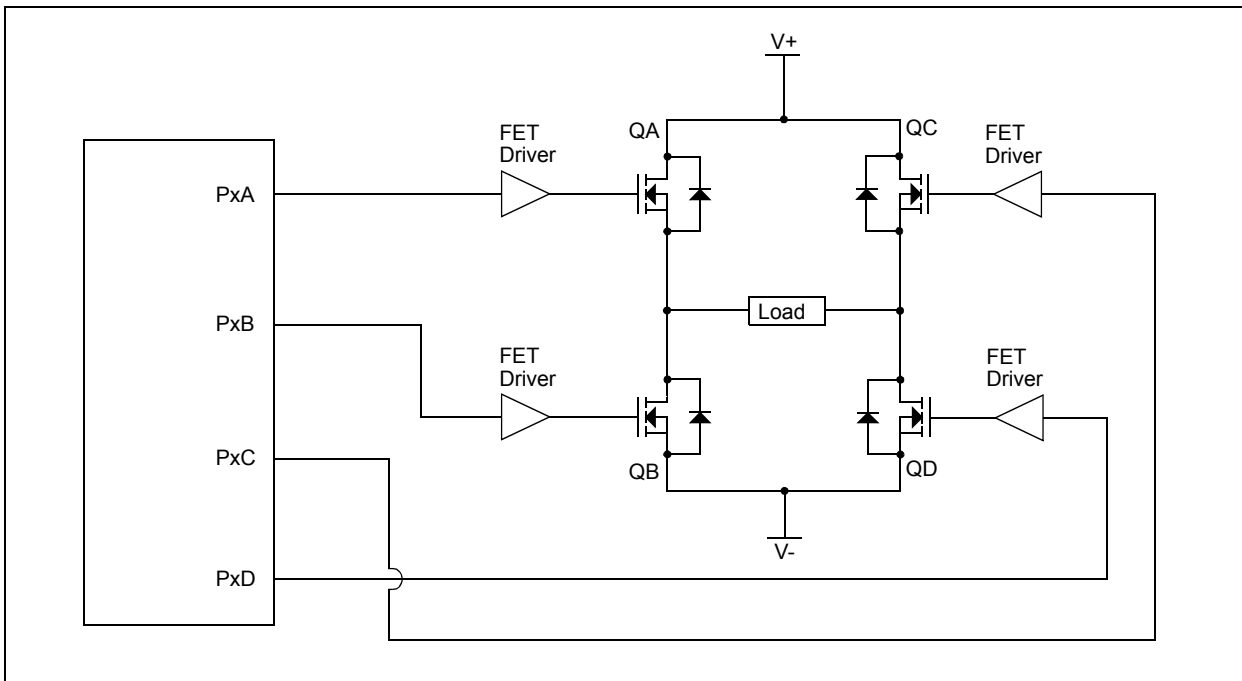 V+
QA
QC
FET
Driver
FET
Driver
PxA
Load
PxB
FET
Driver
FET
Driver
PxC
QB
QD
V-
PxD